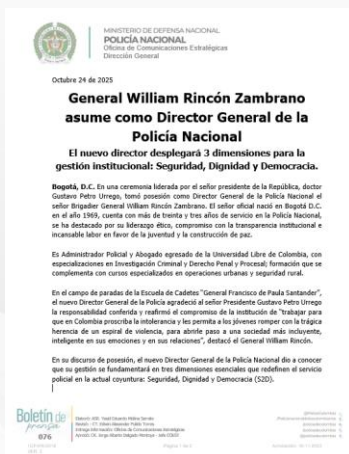 MINISTERIO DE DEFENSA NACIONAL
POLICÍA NACIONAL
Oficina de Comunicaciones Estratégicas
Dirección General
Octubre 24 de 2025
General William Rincón Zambrano
asume como Director General de la
Policía Nacional
El nuevo director desplegará 3 dimensiones para la
gestión institucional: Seguridad, Dignidad y Democracia.
Bogotá, D.C. En una ceremonia liderada por el señor presidente de la República, doctor
Gustavo Petro Urrego, tomó posesión como Director General de la Policía Nacional el
señor Brigadier General William Rincón Zambrano. El señor oficial nació en Bogotá D.C.
en el año 1969, cuenta con más de treinta y tres años de servicio en la Policía Nacional,
se ha destacado por su liderazgo ético, compromiso con la transparencia institucional e
incansable labor en favor de la juventud y la construcción de paz.
Es Administrador Policial y Abogado egresado de la Universidad Libre de Colombia, con
especializaciones en Investigación Criminal y Derecho Penal y Procesal; formación que se
complementa con cursos especializados en operaciones urbanas y seguridad rural.
En el campo de paradas de la Escuela de Cadetes "General Francisco de Paula Santander",
el nuevo Director General de la Policía agradeció al señor Presidente Gustavo Petro Urrego
la responsabilidad conferida y reafirmó el compromiso de la institución de "trabajar para
que en Colombia proscriba la intolerancia y les permita a los jóvenes romper con la trágica
herencia de un espiral de violencia, para abrirle paso a una sociedad más incluyente,
inteligente en sus emociones y en sus relaciones", destacó el General William Rincón.
En su discurso de posesión, el nuevo Director General de la Policía Nacional dio a conocer
que su gestión se fundamentará en tres dimensiones esenciales que redefinen el servicio
policial en la actual coyuntura: Seguridad, Dignidad y Democracia (S2D).
Boletín de
prensa
076